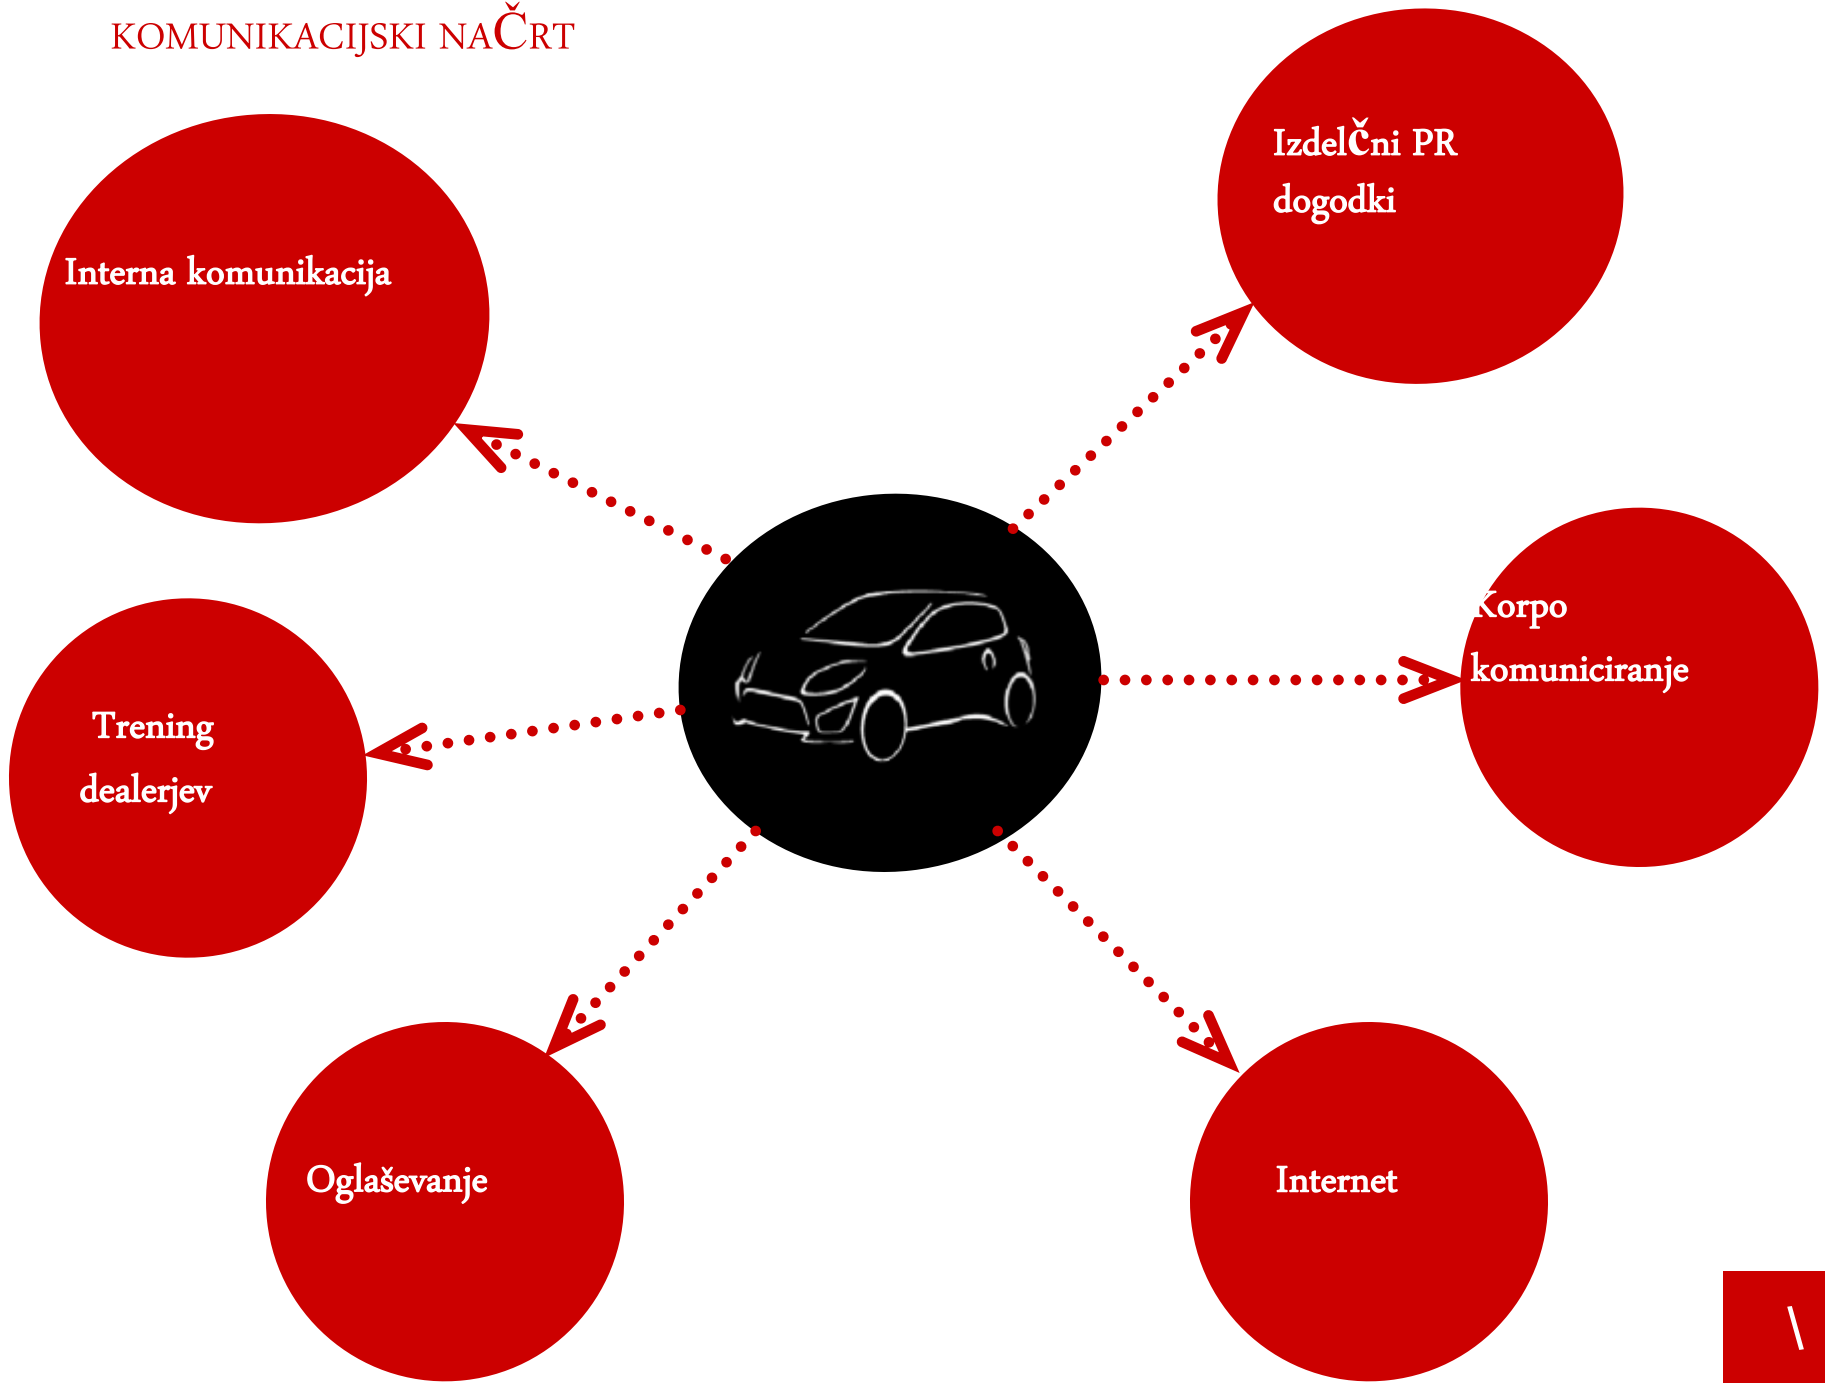 KOMUNIKACIJSKI NAČRT
Izdelčni PR
dogodki
Interna komunikacija
Korpo
komuniciranje
Trening
dealerjev
Oglaševanje
Internet
\